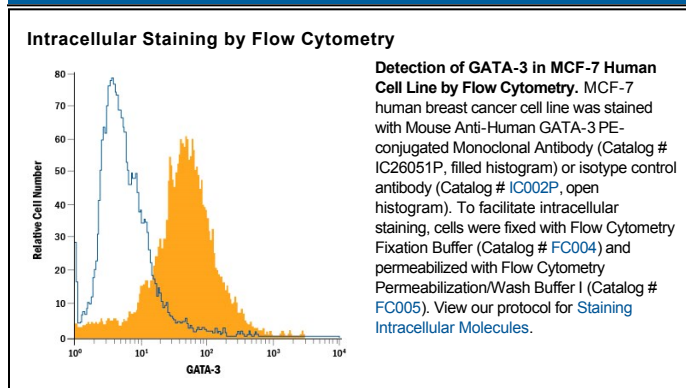 Intracellular Staining by Flow Cytometry
80
70
60
50
40
30
20
10
0
Relative Cell Number
10⁰ 10¹ 10² 10³ 10⁴
GATA-3
Detection of GATA-3 in MCF-7 Human
Cell Line by Flow Cytometry. MCF-7
human breast cancer cell line was stained
with Mouse Anti-Human GATA-3 PE-
conjugated Monoclonal Antibody (Catalog #
IC26051P, filled histogram) or isotype control
antibody (Catalog # IC002P, open
histogram). To facilitate intracellular
staining, cells were fixed with Flow Cytometry
Fixation Buffer (Catalog # FC004) and
permeabilized with Flow Cytometry
Permeabilization/Wash Buffer I (Catalog #
FC005). View our protocol for Staining
Intracellular Molecules.